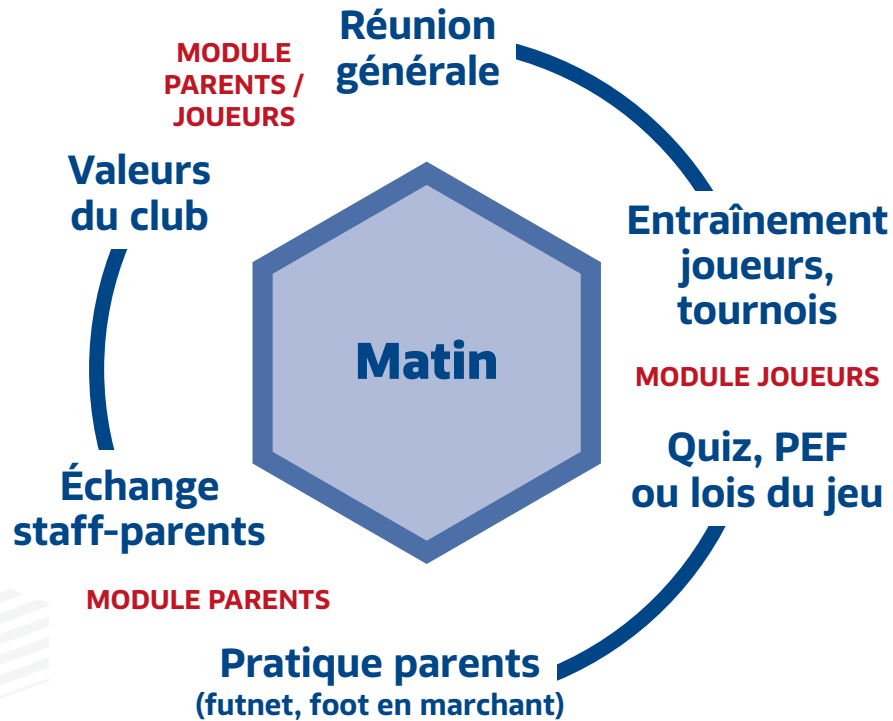 Réunion
générale
MODULE
PARENTS /
JOUEURS
Valeurs
du club
Entraînement
joueurs,
tournois
Matin
MODULE JOUEURS
Quiz, PEF
ou lois du jeu
Échange
staff-parents
MODULE PARENTS
Pratique parents
(futnet, foot en marchant)